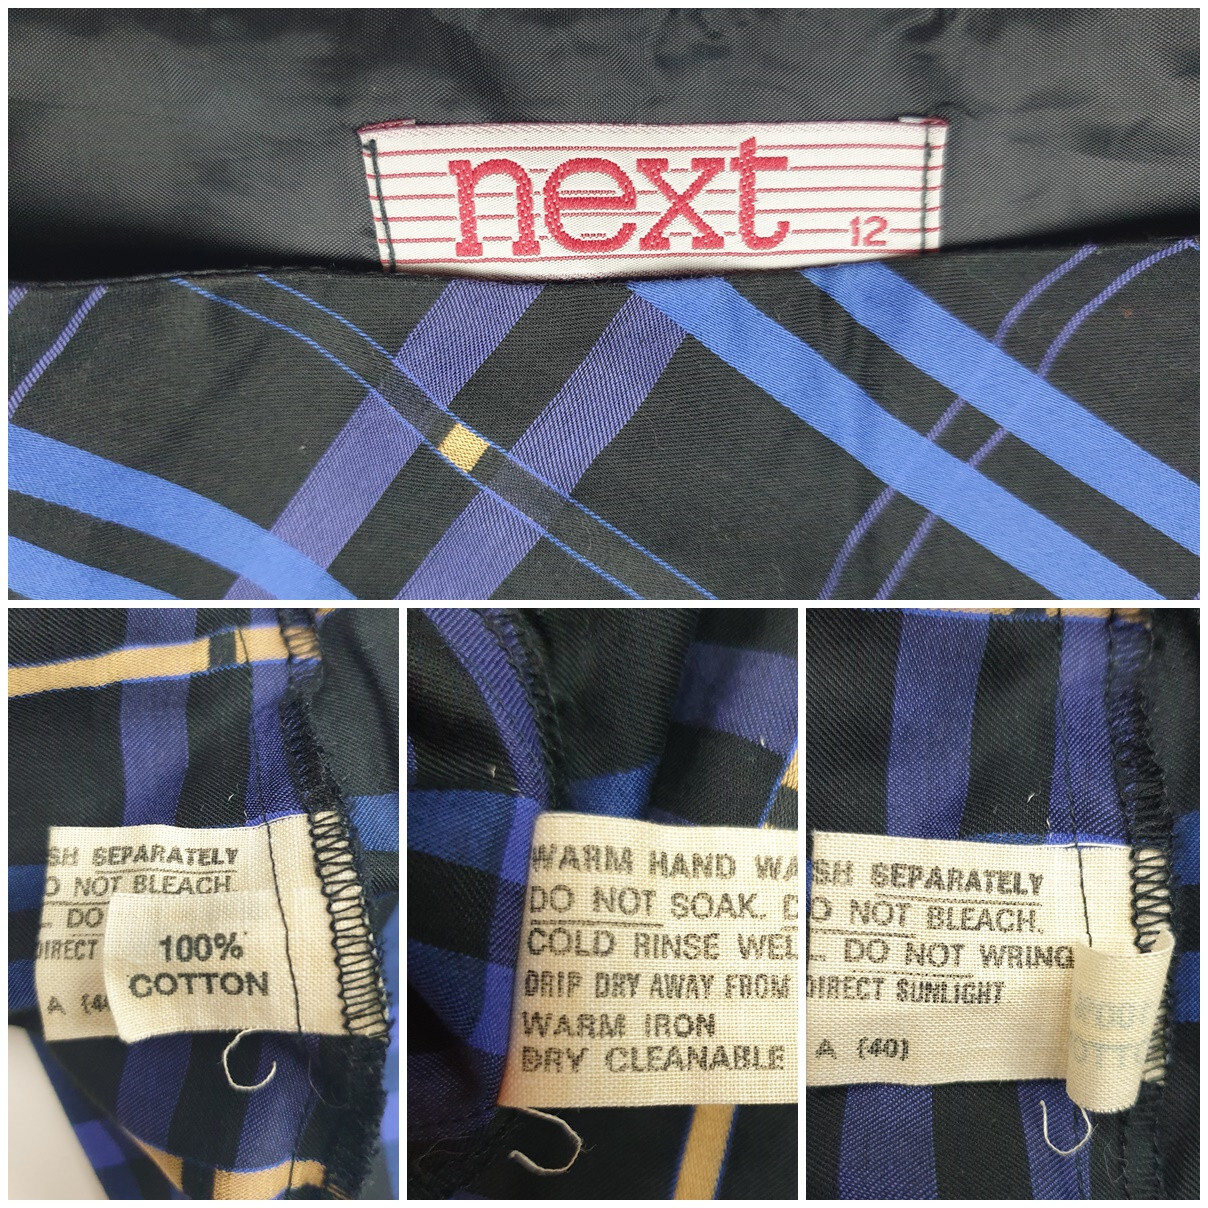 next
12
SH SEPARATELY
O NOT BLEACH.
L. DO
DIRECT
100%
COTTON
A (4
WARM HAND WA
DO NOT SOAK. D
COLD RINSE WEL
DRIP DRY AWAY FROM
WARM IRON
DRY CLEANABLE
SH SEPARATELY
O NOT BLEACH.
L. DO NOT WRING
DIRECT SUNLIGHT
A (40)